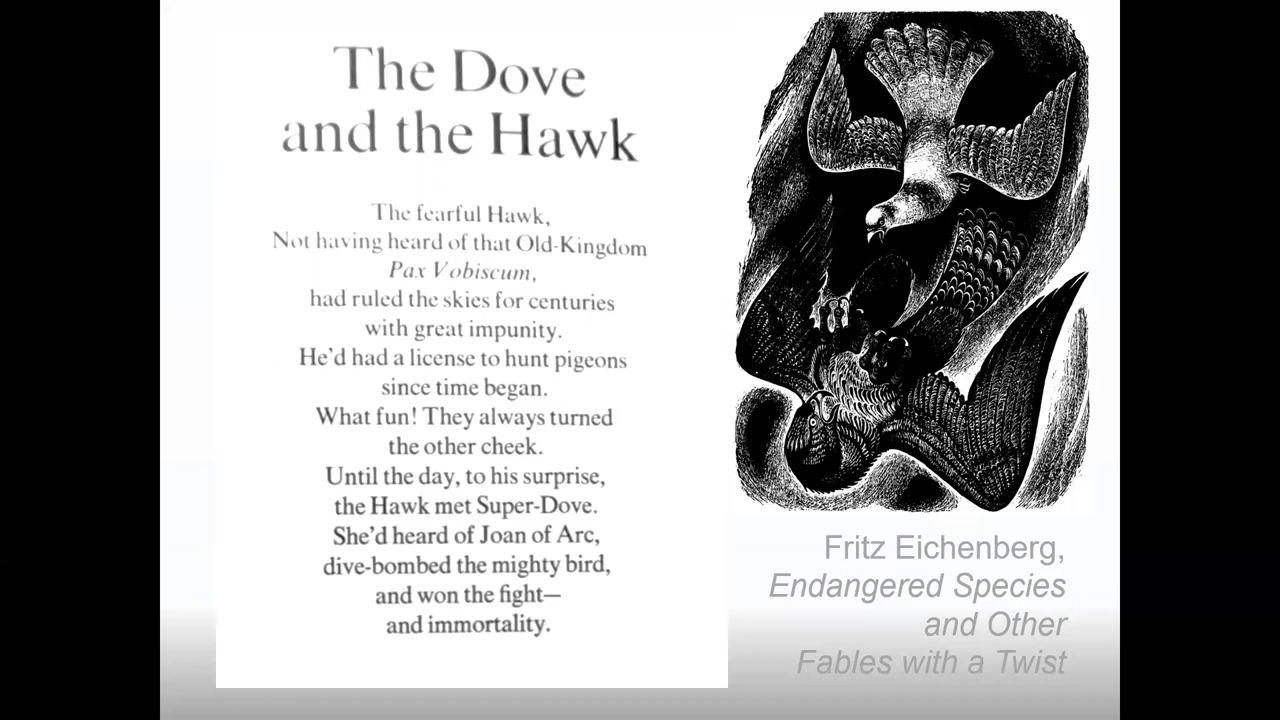 The Dove
and the Hawk
The fearful Hawk,
Not having heard of that Old-Kingdom
Pax Vobiscum,
had ruled the skies for centuries
with great impunity.
He'd had a license to hunt pigeons
since time began.
What fun! They always turned
the other cheek.
Until the day, to his surprise,
the Hawk met Super-Dove.
She'd heard of Joan of Arc,
dive-bombed the mighty bird,
and won the fight—
and immortality.
Fritz Eichenberg,
Endangered Species
and Other
Fables with a Twist